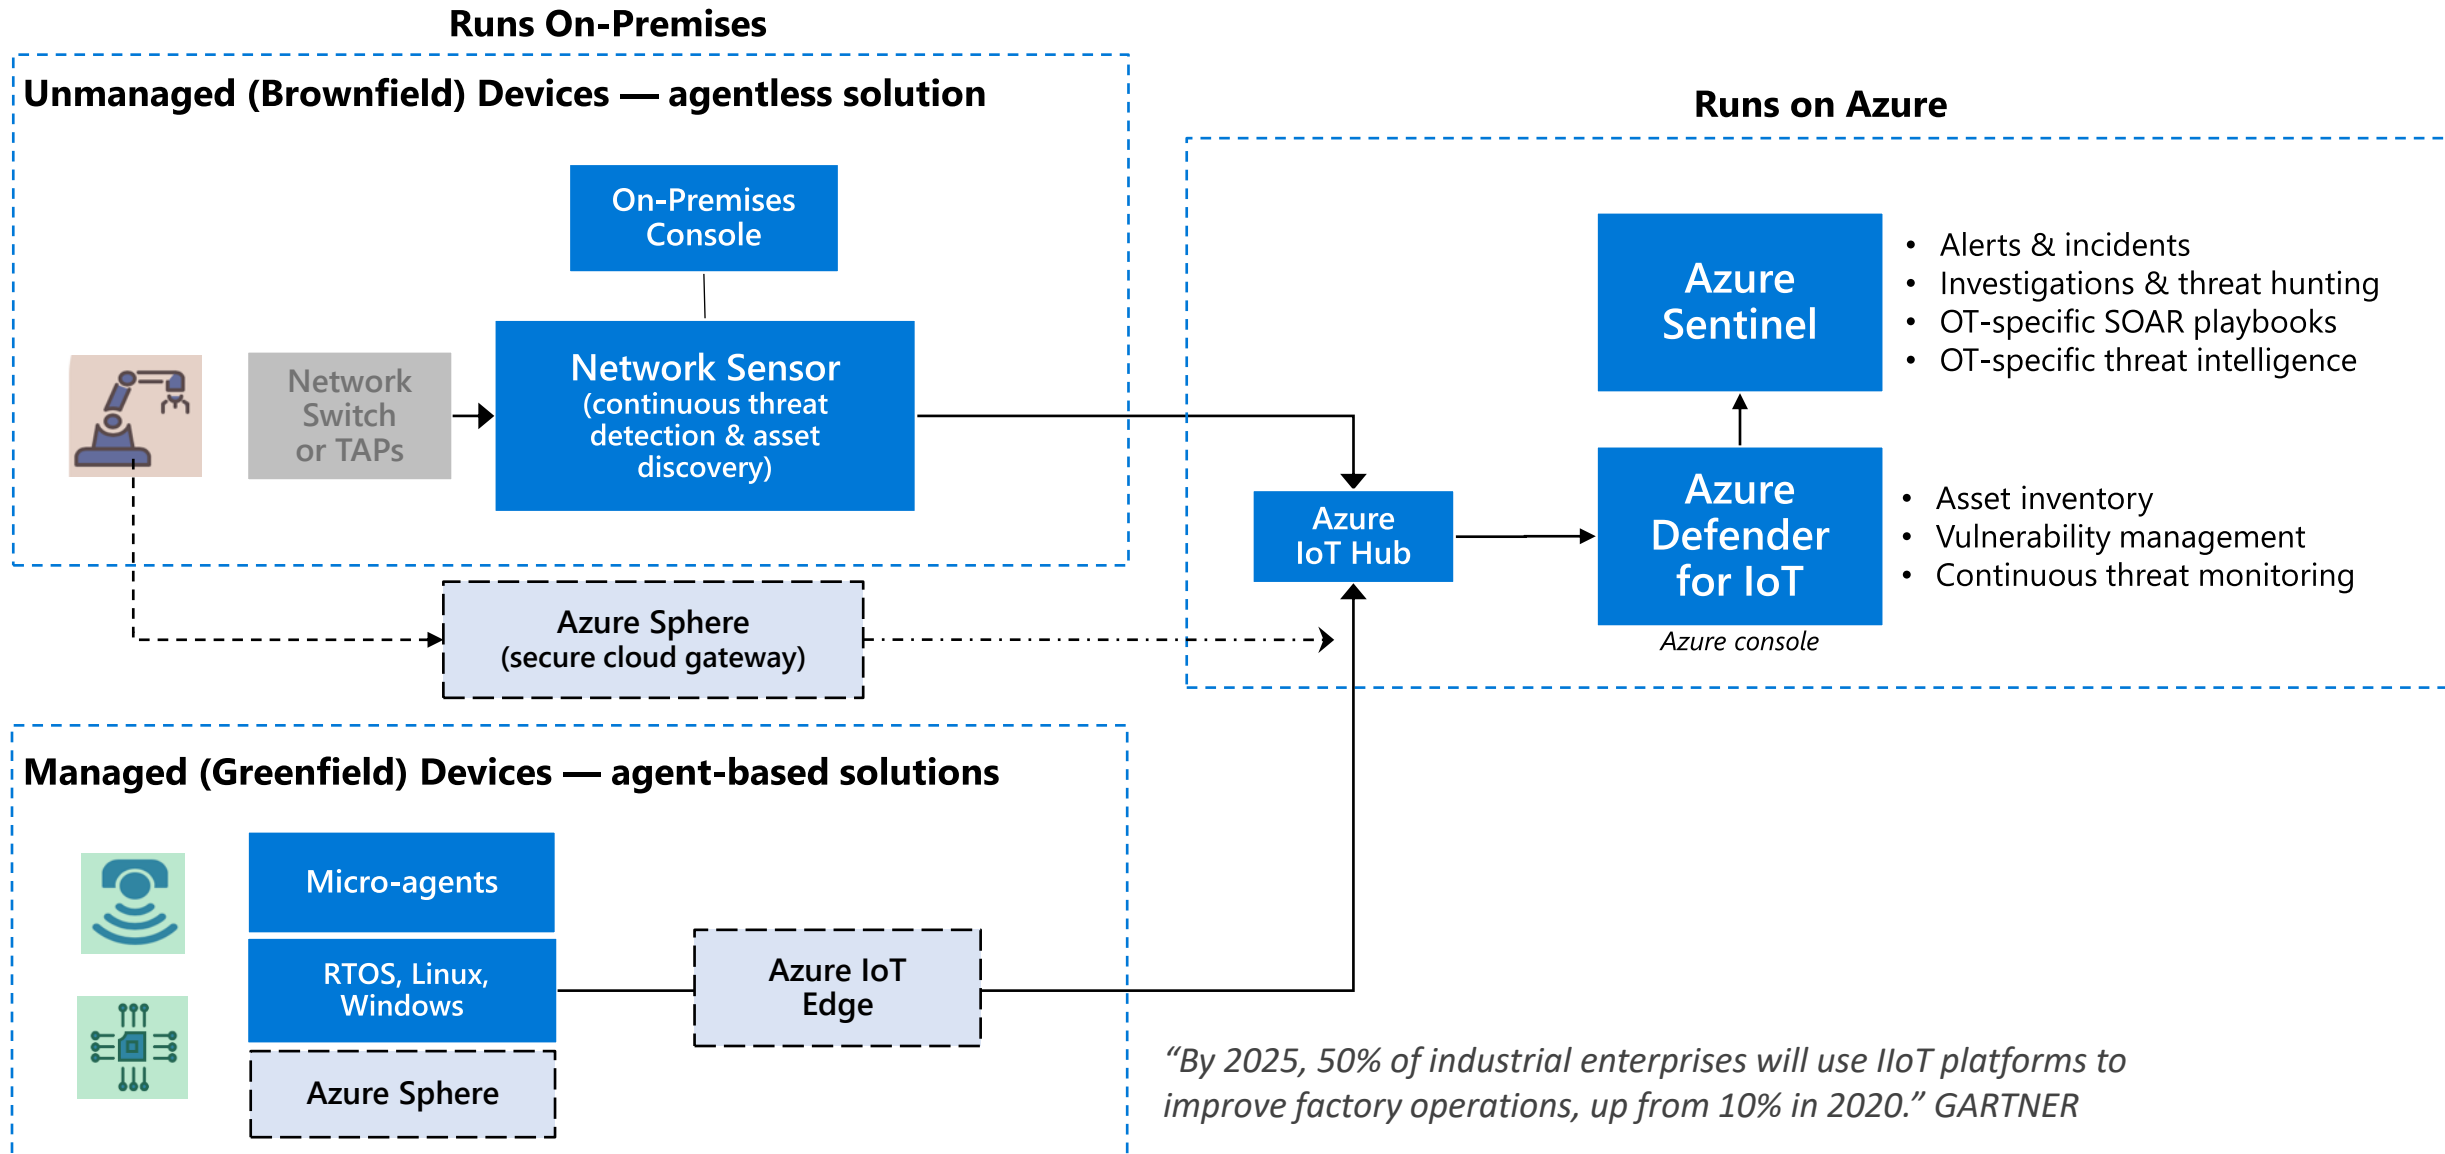 Runs On-Premises
Unmanaged (Brownfield) Devices — agentless solution
On-Premises
Console
Network
Switch
or TAPs
Network Sensor
(continuous threat
detection & asset
discovery)
Azure Sphere
(secure cloud gateway)
Managed (Greenfield) Devices — agent-based solutions
Micro-agents
RTOS, Linux,
Windows
Azure Sphere
Azure IoT
Edge
Runs on Azure
Azure
IoT Hub
Azure
Sentinel
• Alerts & incidents
• Investigations & threat hunting
• OT-specific SOAR playbooks
• OT-specific threat intelligence
Azure
Defender
for IoT
Azure console
• Asset inventory
• Vulnerability management
• Continuous threat monitoring
“By 2025, 50% of industrial enterprises will use IIoT platforms to
improve factory operations, up from 10% in 2020.” GARTNER